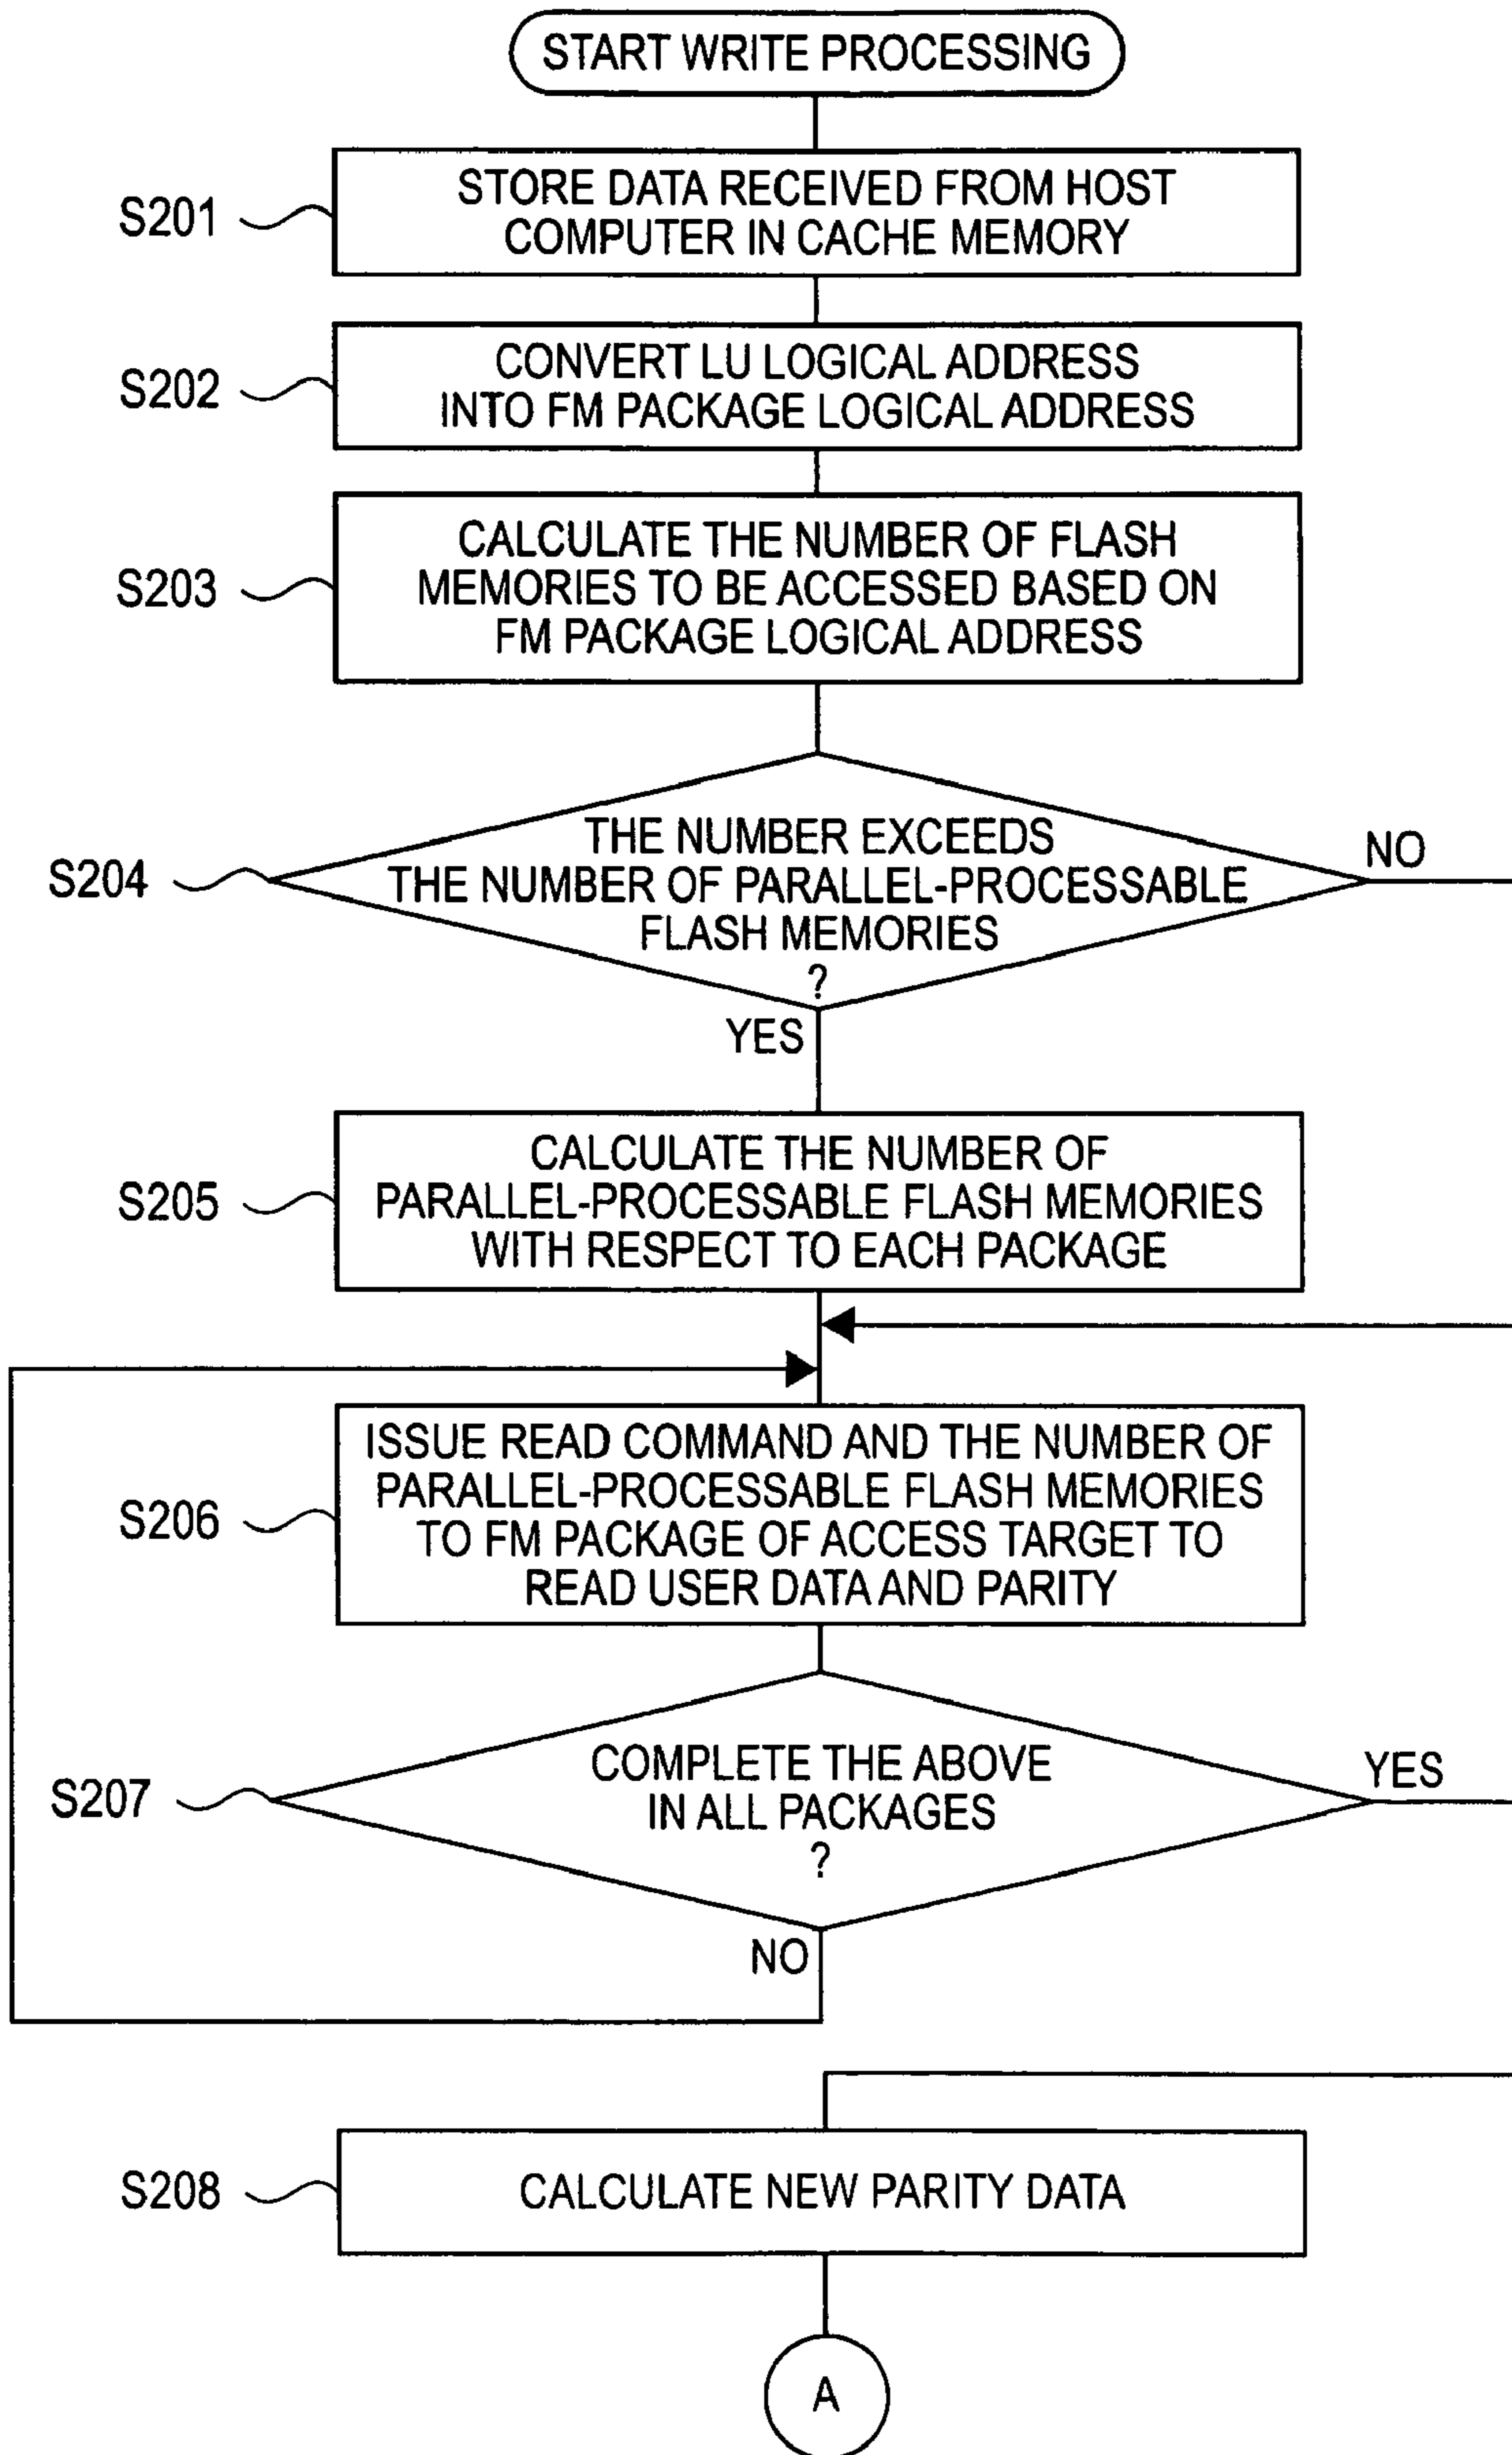 START WRITE PROCESSING
S201
STORE DATA RECEIVED FROM HOST
COMPUTER IN CACHE MEMORY
S202
CONVERT LU LOGICAL ADDRESS
INTO FM PACKAGE LOGICAL ADDRESS
S203
CALCULATE THE NUMBER OF FLASH
MEMORIES TO BE ACCESSED BASED ON
FM PACKAGE LOGICAL ADDRESS
S204
THE NUMBER EXCEEDS
THE NUMBER OF PARALLEL-PROCESSABLE
FLASH MEMORIES
?
NO
YES
S205
CALCULATE THE NUMBER OF
PARALLEL-PROCESSABLE FLASH MEMORIES
WITH RESPECT TO EACH PACKAGE
S206
ISSUE READ COMMAND AND THE NUMBER OF
PARALLEL-PROCESSABLE FLASH MEMORIES
TO FM PACKAGE OF ACCESS TARGET TO
READ USER DATA AND PARITY
S207
COMPLETE THE ABOVE
IN ALL PACKAGES
?
YES
NO
S208
CALCULATE NEW PARITY DATA
A